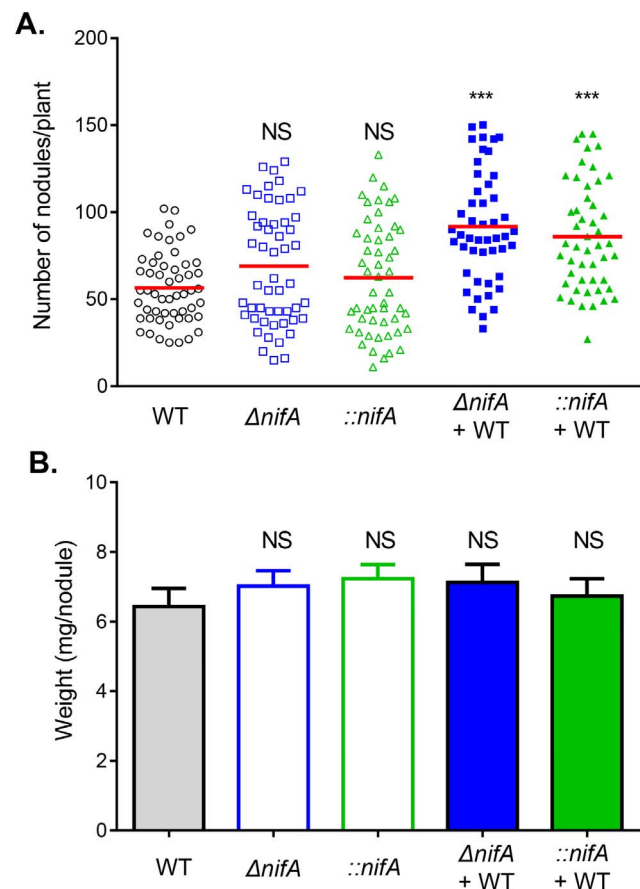 A.
Number of nodules/plant
200
150
100
50
0
NS
NS
***
***
WT
ΔnifA
::nifA
ΔnifA
+ WT
::nifA
+ WT
B.
Weight (mg/nodule)
10
8
6
4
2
0
NS
NS
NS
NS
WT
ΔnifA
::nifA
ΔnifA
+ WT
::nifA
+ WT